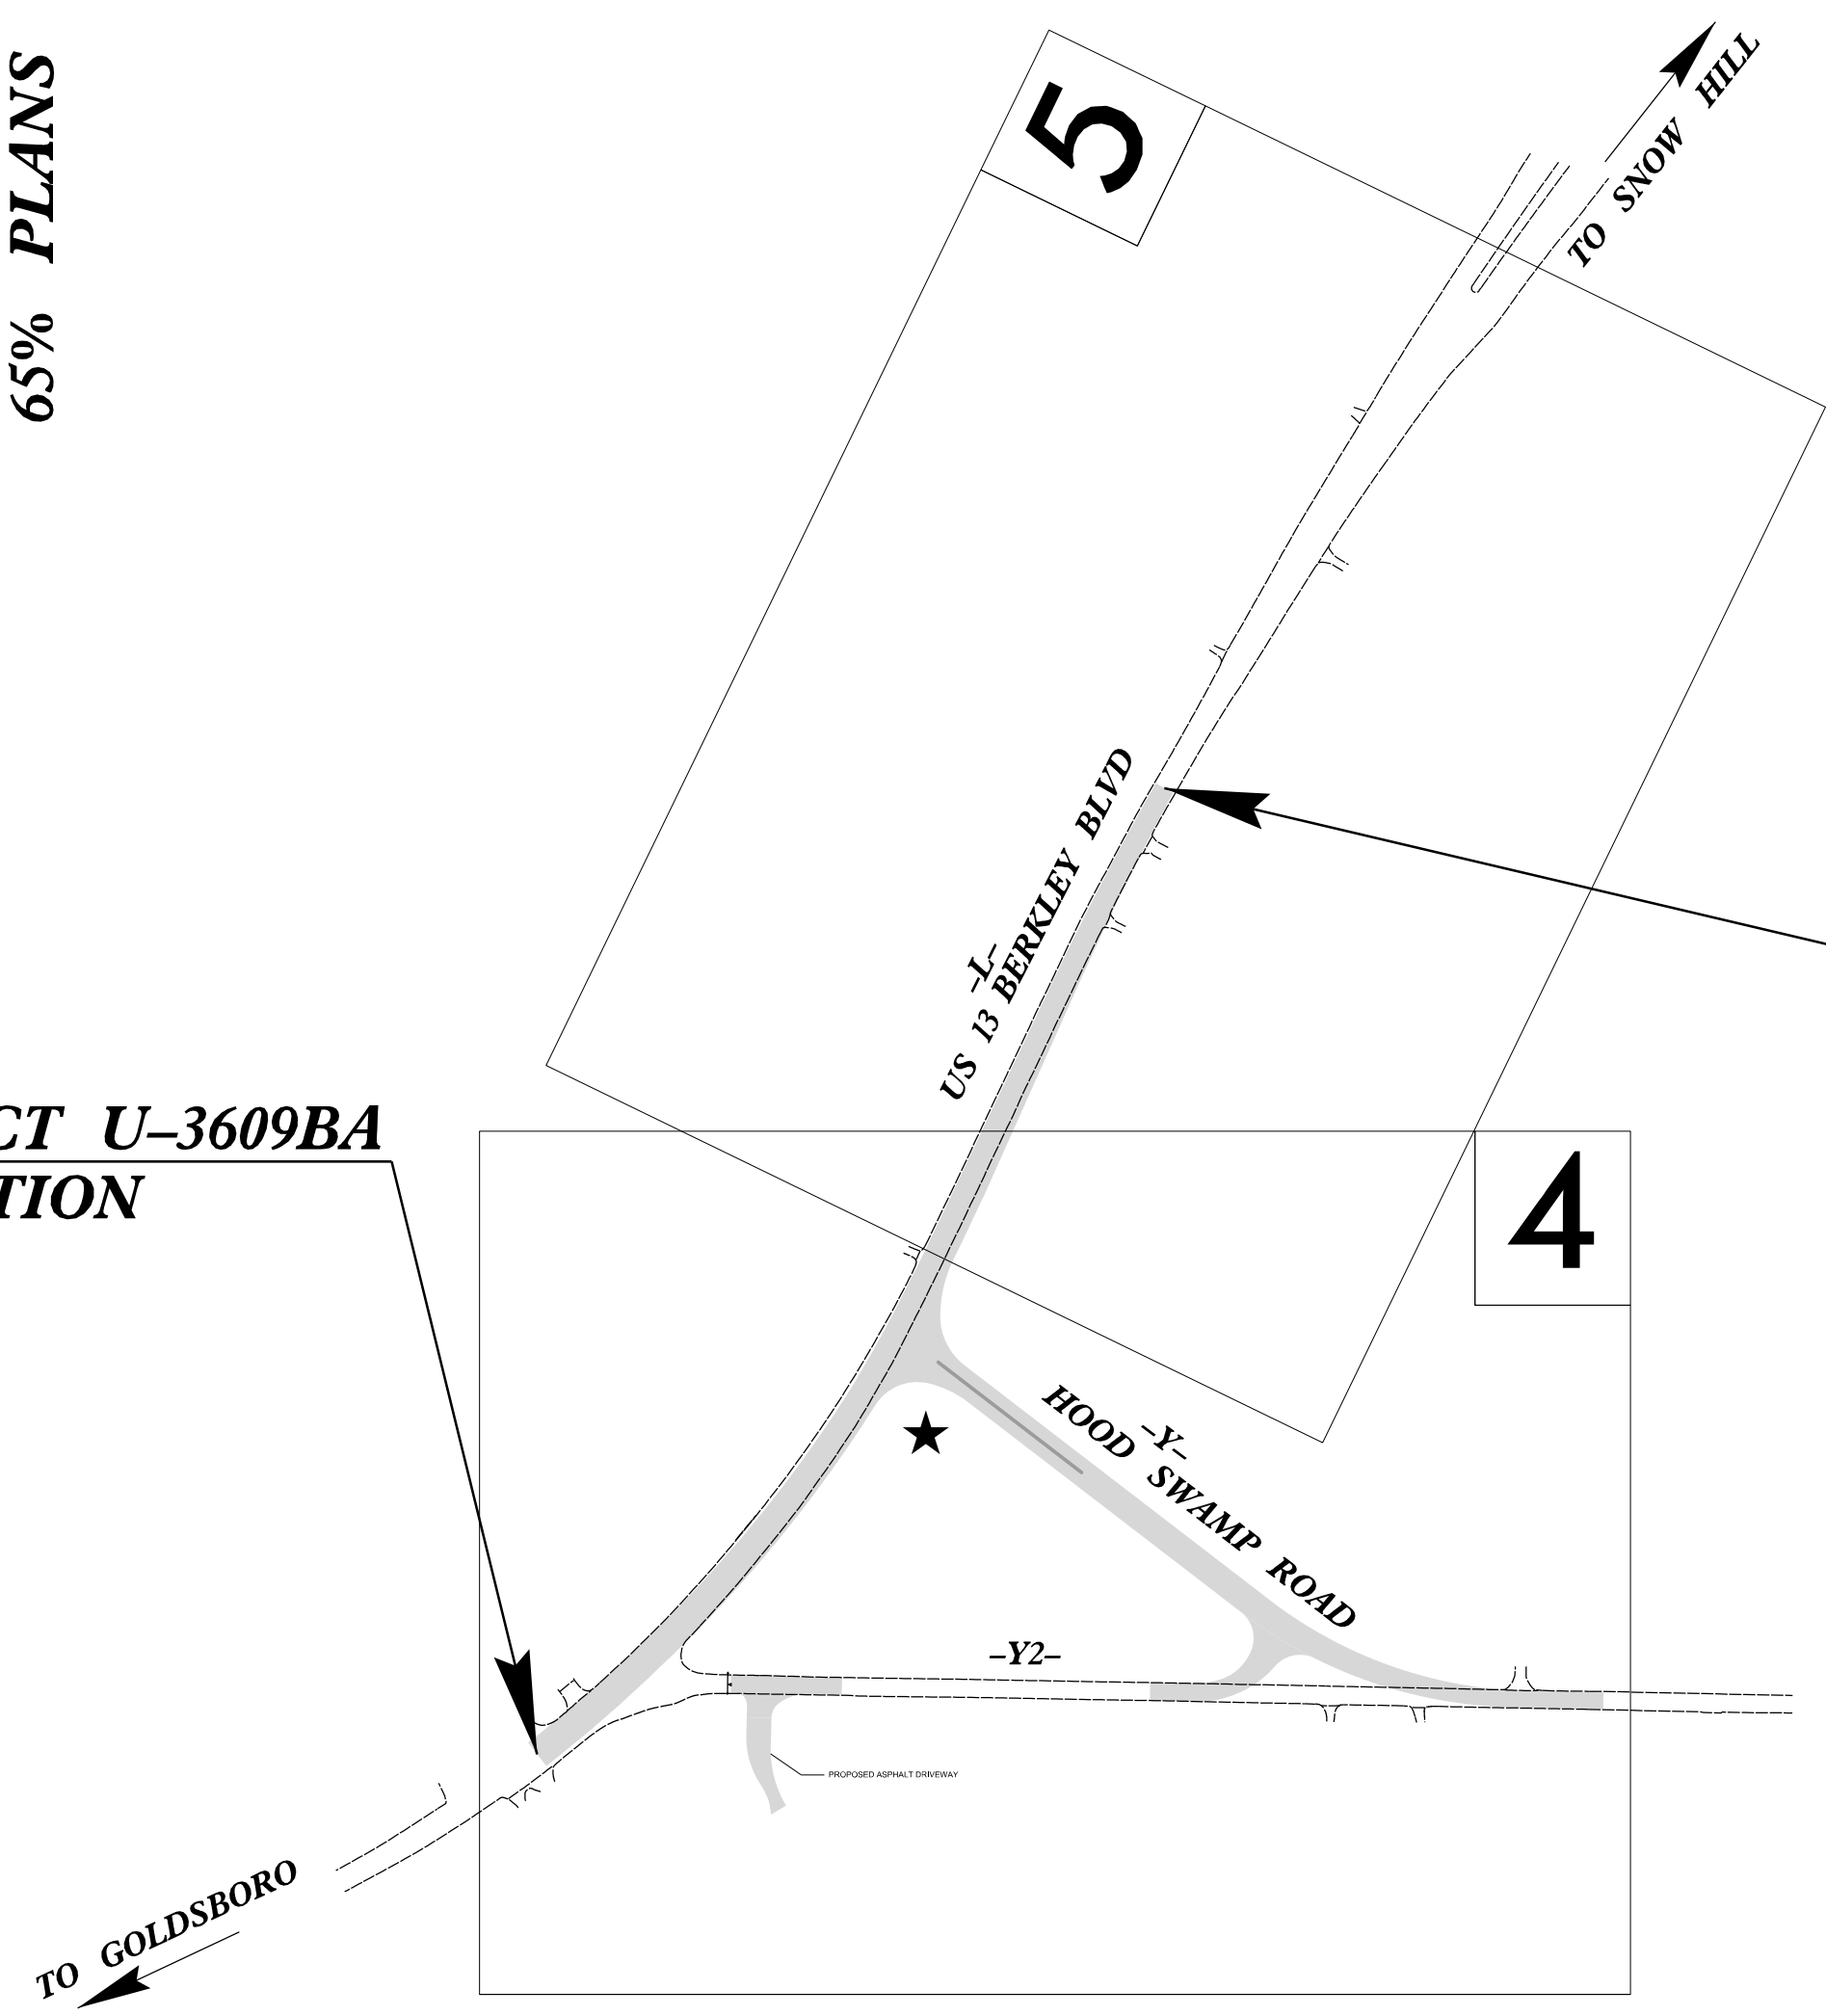 65% PLANS
5
TO SNOW HILL
-L-
US 13 BERKLEY BLVD
CT U-3609BA
TION
4
-Y-
HOOD SWAMP ROAD
-Y2-
PROPOSED ASPHALT DRIVEWAY
TO GOLDSBORO